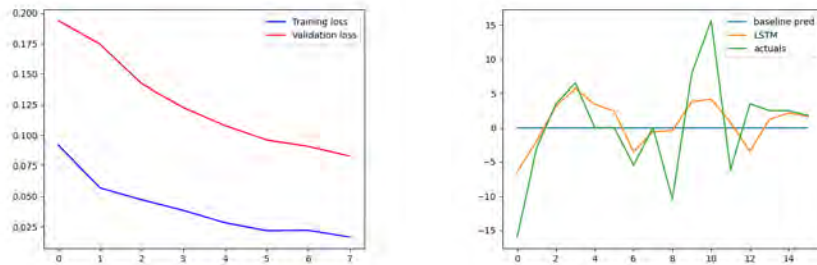 0.200
0.175
0.150
0.125
0.100
0.075
0.050
0.025
0 1 2 3 4 5 6 7
Training loss
Validation loss
15
10
5
0
−5
−10
−15
0 2 4 6 8 10 12 14
baseline pred
LSTM
actuals